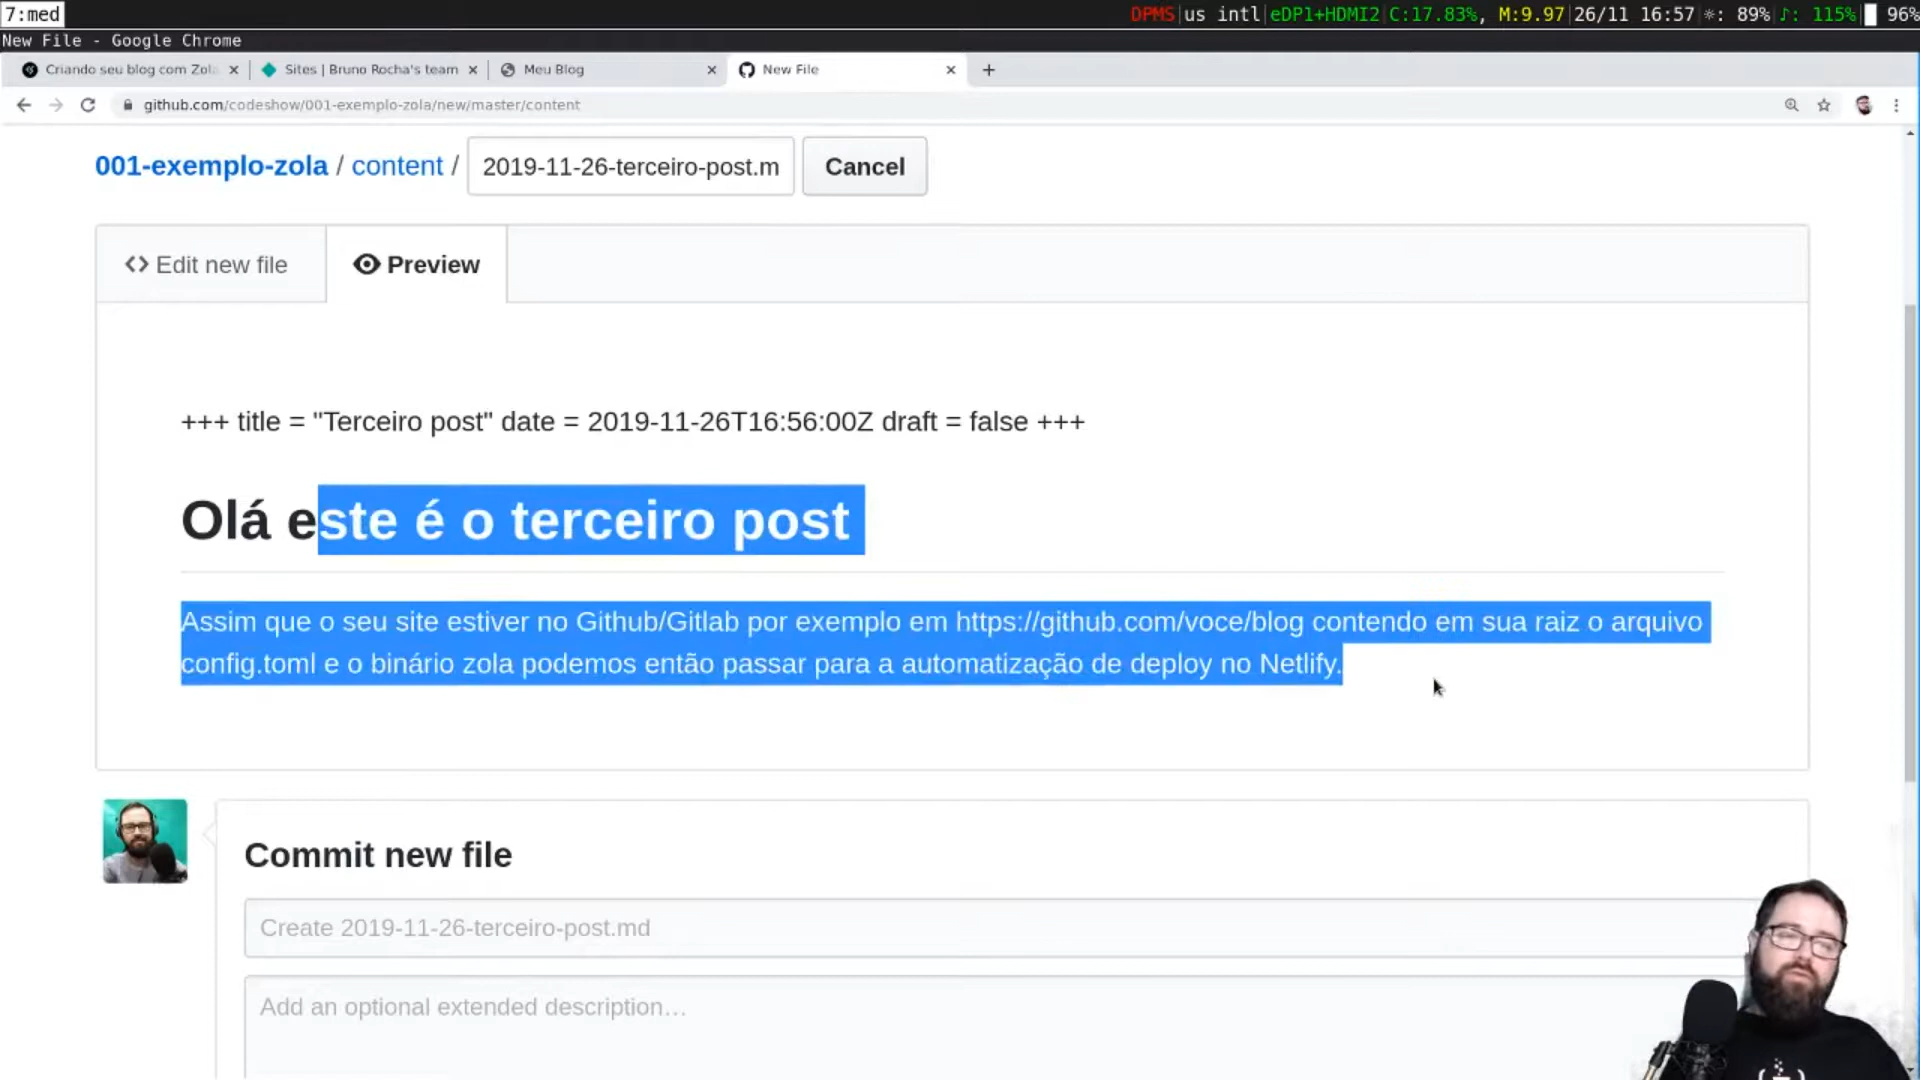 7:med
DPMS|us intl|eDP1+HDMI2|C:17.83%, M:9.97|26/11 16:57 ☼: 89% ♪: 115%| 96%
New File - Google Chrome
Criando seu blog com Zol
Sites | Bruno Rocha's team
Meu Blog
New File
github.com/codeshow/001-exemplo-zola/new/master/content
001-exemplo-zola / content / 2019-11-26-terceiro-post.m Cancel
<> Edit new file
Preview
+++ title = "Terceiro post" date = 2019-11-26T16:56:00Z draft = false +++
Olá este é o terceiro post
Assim que o seu site estiver no Github/Gitlab por exemplo em https://github.com/voce/blog contendo em sua raiz o arquivo
config.toml e o binário zola podemos então passar para a automatização de deploy no Netlify.
Commit new file
Create 2019-11-26-terceiro-post.md
Add an optional extended description…